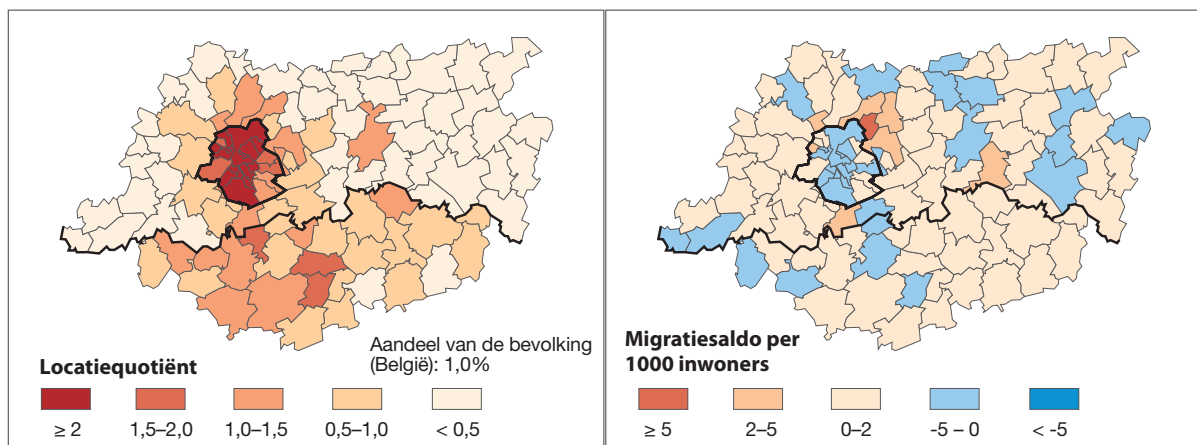 Aandeel van de bevolking
(België): 1,0%
Locatiequotiënt
≥ 2 1,5–2,0 1,0–1,5 0,5–1,0 < 0,5
Migratiesaldo per
1000 inwoners
≥ 5 2–5 0–2 -5 – 0 < -5